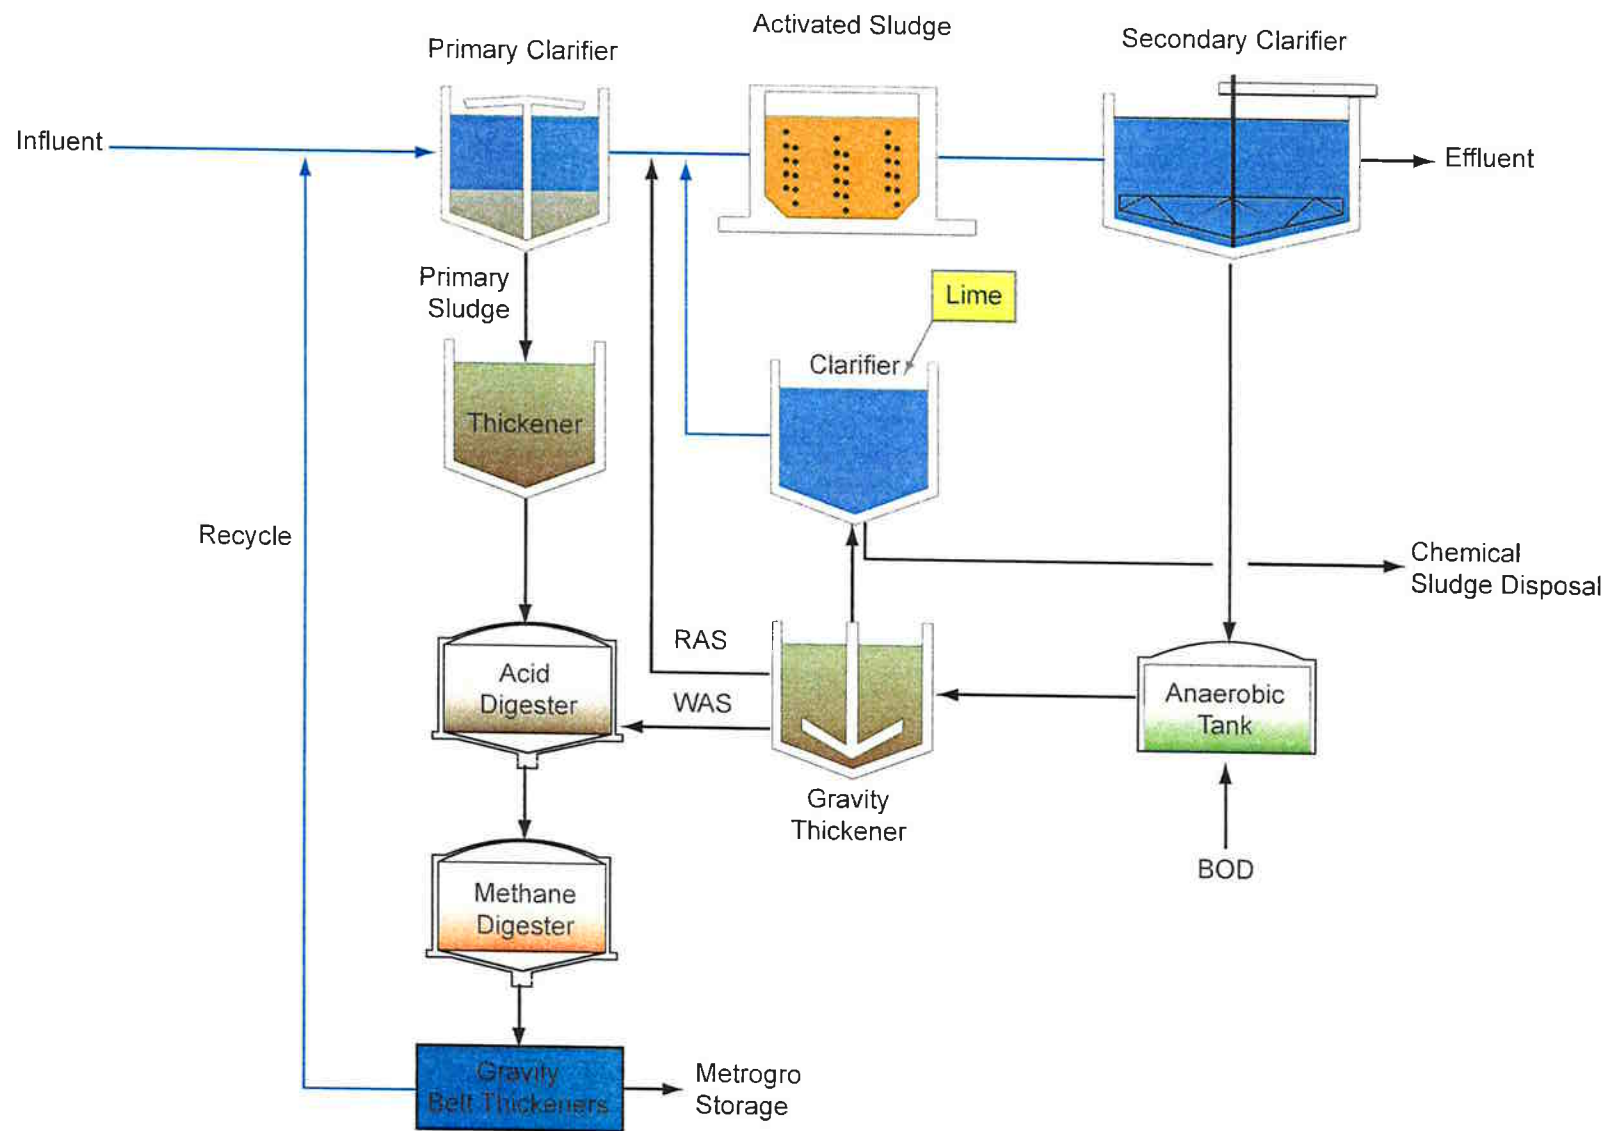 Activated Sludge
Primary Clarifier
Secondary Clarifier
Influent
Effluent
Primary
Sludge
Lime
Clarifier
Thickener
Recycle
Chemical
Sludge Disposal
RAS
Acid
Digester
WAS
Anaerobic
Tank
Gravity
Thickener
BOD
Methane
Digester
Gravity
Belt Thickeners
Metrogro
Storage